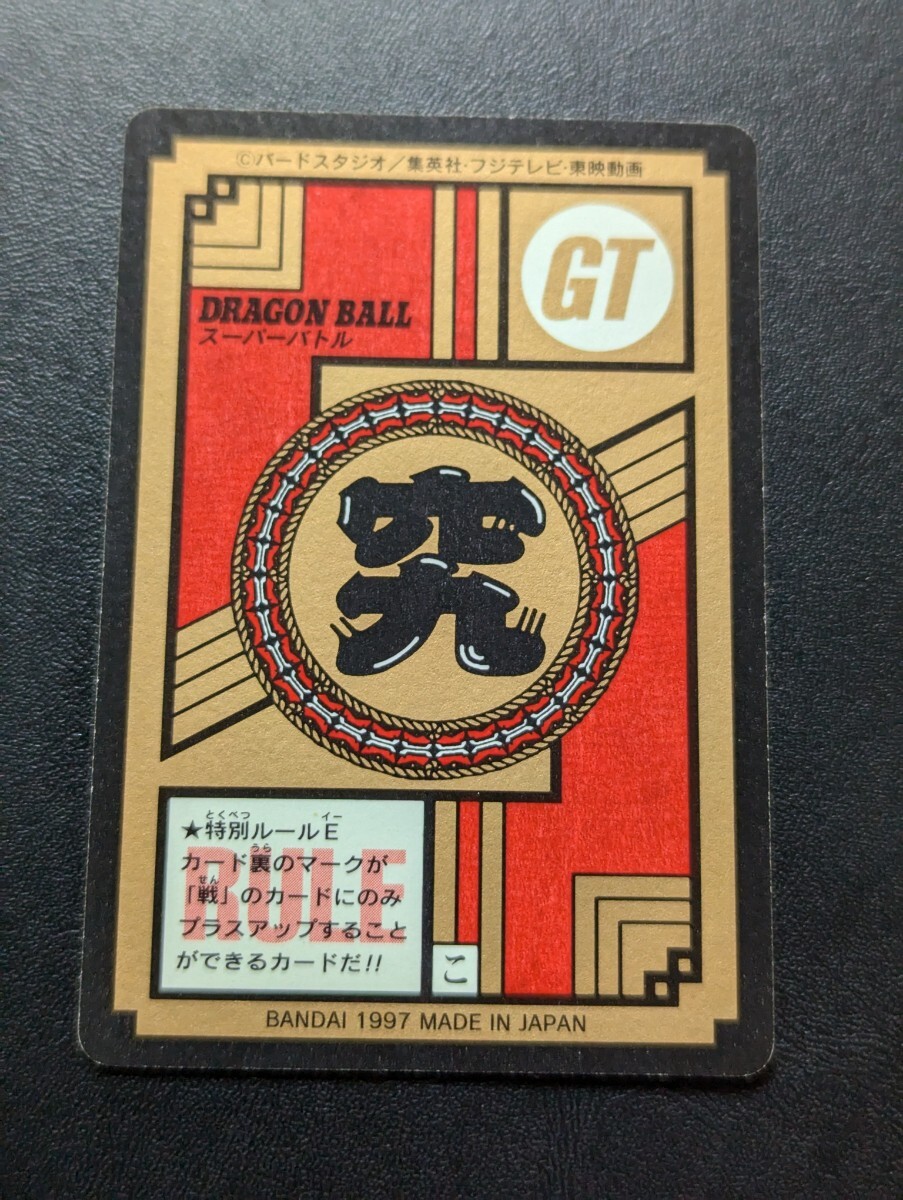 ©バードスタジオ／集英社・フジテレビ・東映動画
GT
DRAGON BALL
スーパーバトル
究
とくべつ イー
★特別ルールE
うら
カード裏のマークが
せん
「戦」のカードにのみ
プラスアップすること
ができるカードだ!!
RULE
こ
BANDAI 1997 MADE IN JAPAN